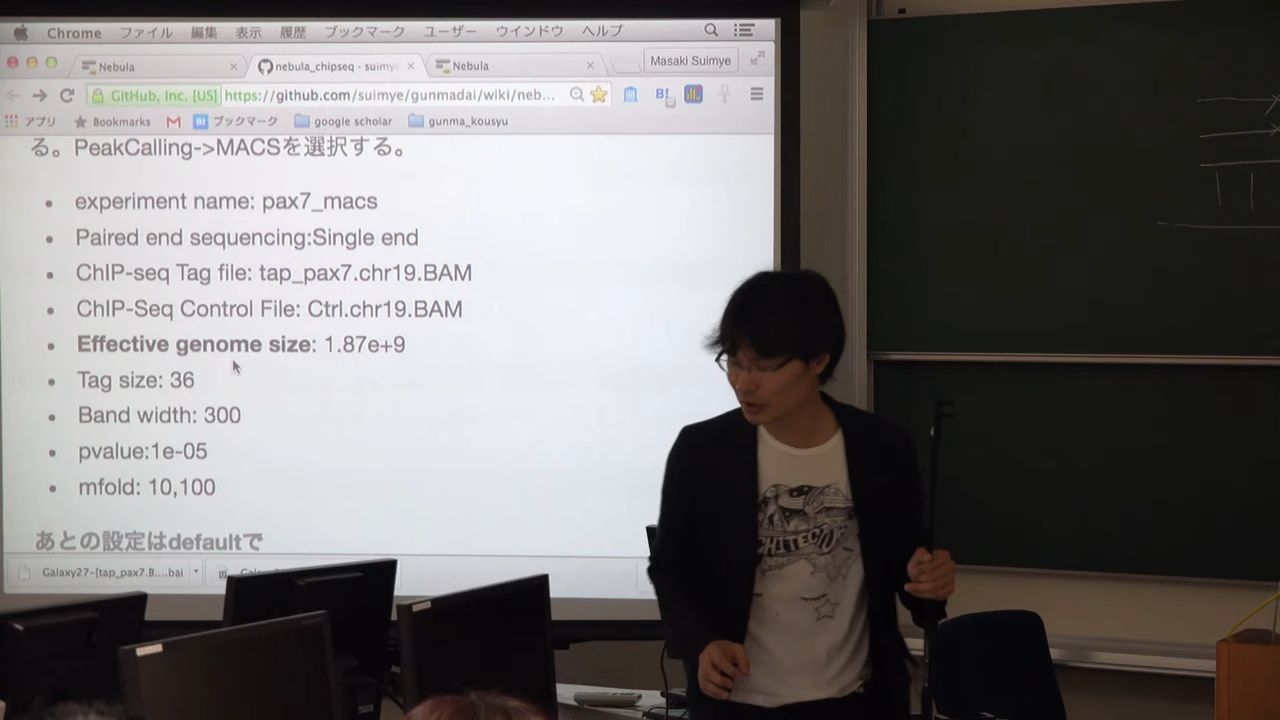 Chrome ファイル 編集 表示 履歴 ブックマーク ユーザー ウインドウ ヘルプ
Nebula
nebula_chipseq - suimye
Nebula
Masaki Suimye
GitHub, Inc. [US] https://github.com/suimye/gunmadai/wiki/neb...
アプリ Bookmarks ブックマーク google scholar gunma_kousyu
る。PeakCalling->MACSを選択する。
experiment name: pax7_macs
Paired end sequencing:Single end
ChIP-seq Tag file: tap_pax7.chr19.BAM
ChIP-Seq Control File: Ctrl.chr19.BAM
Effective genome size: 1.87e+9
Tag size: 36
Band width: 300
pvalue:1e-05
mfold: 10,100
あとの設定はdefaultで
Galaxy27-[tap_pax7.B....bai